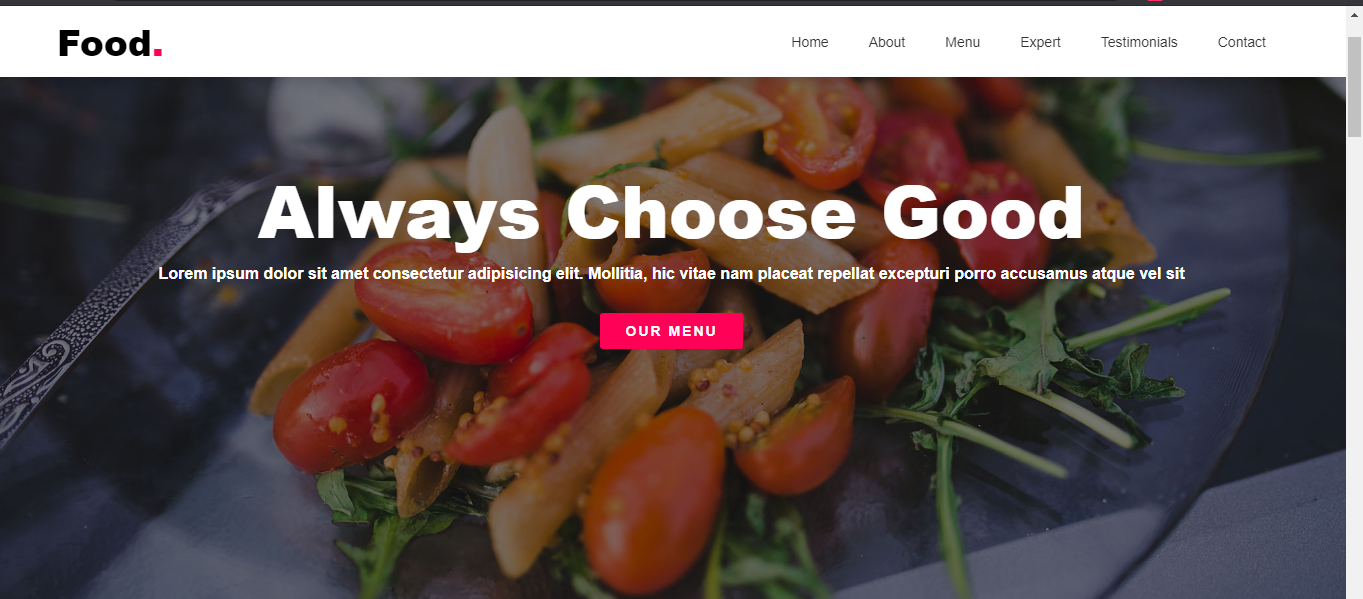 Food.
Home About Menu Expert Testimonials Contact
Always Choose Good
Lorem ipsum dolor sit amet consectetur adipisicing elit. Mollitia, hic vitae nam placeat repellat excepturi porro accusamus atque vel sit
OUR MENU